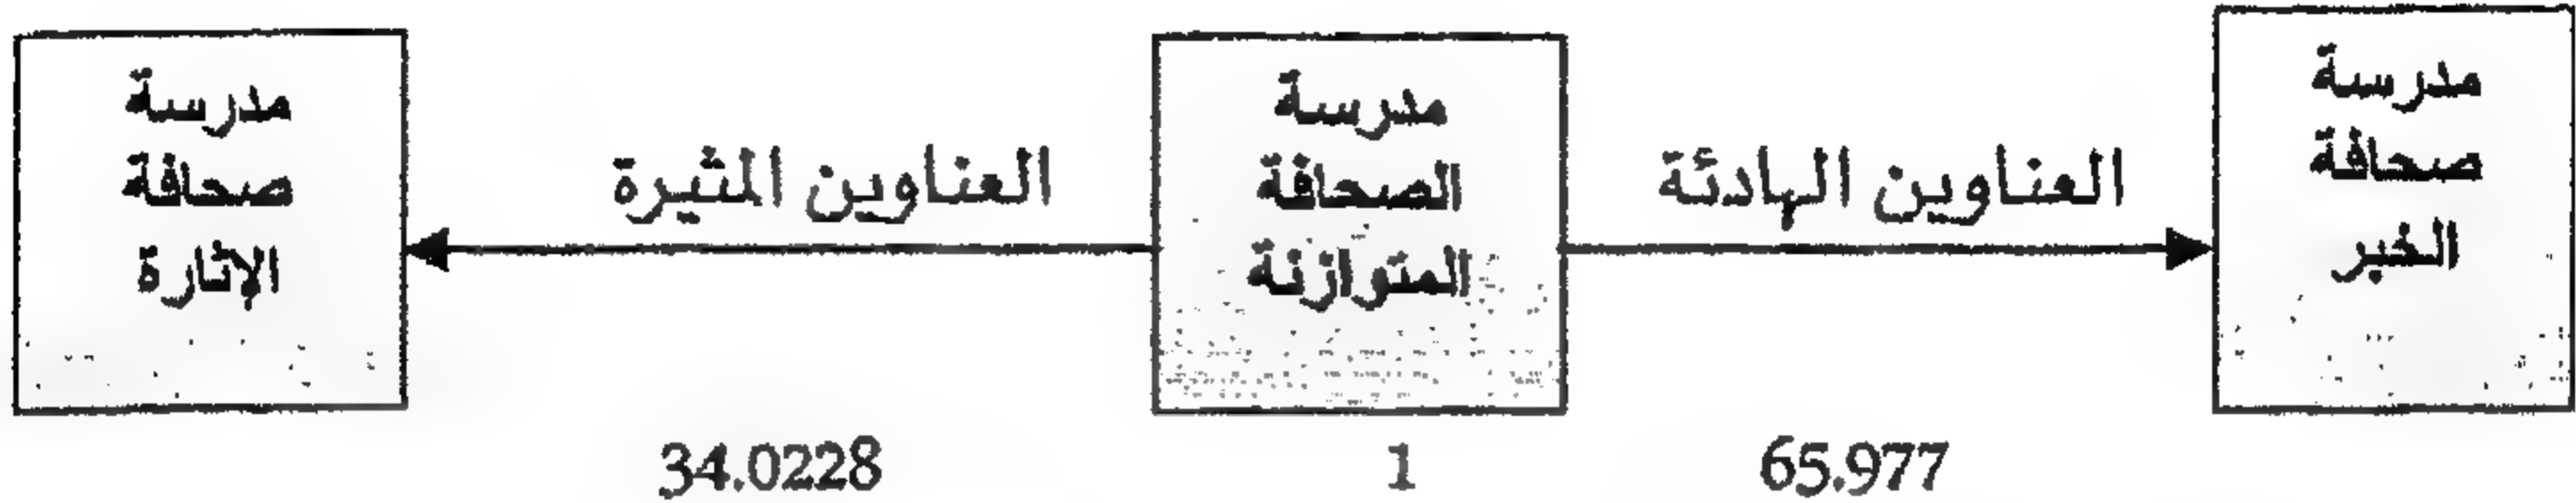 مدرسة
صحافة
الخبر
العناوين الهادئة
مدرسة
الصحافة
المتوازنة
العناوين المثيرة
مدرسة
صحافة
الإثارة
65.977
1
34.0228